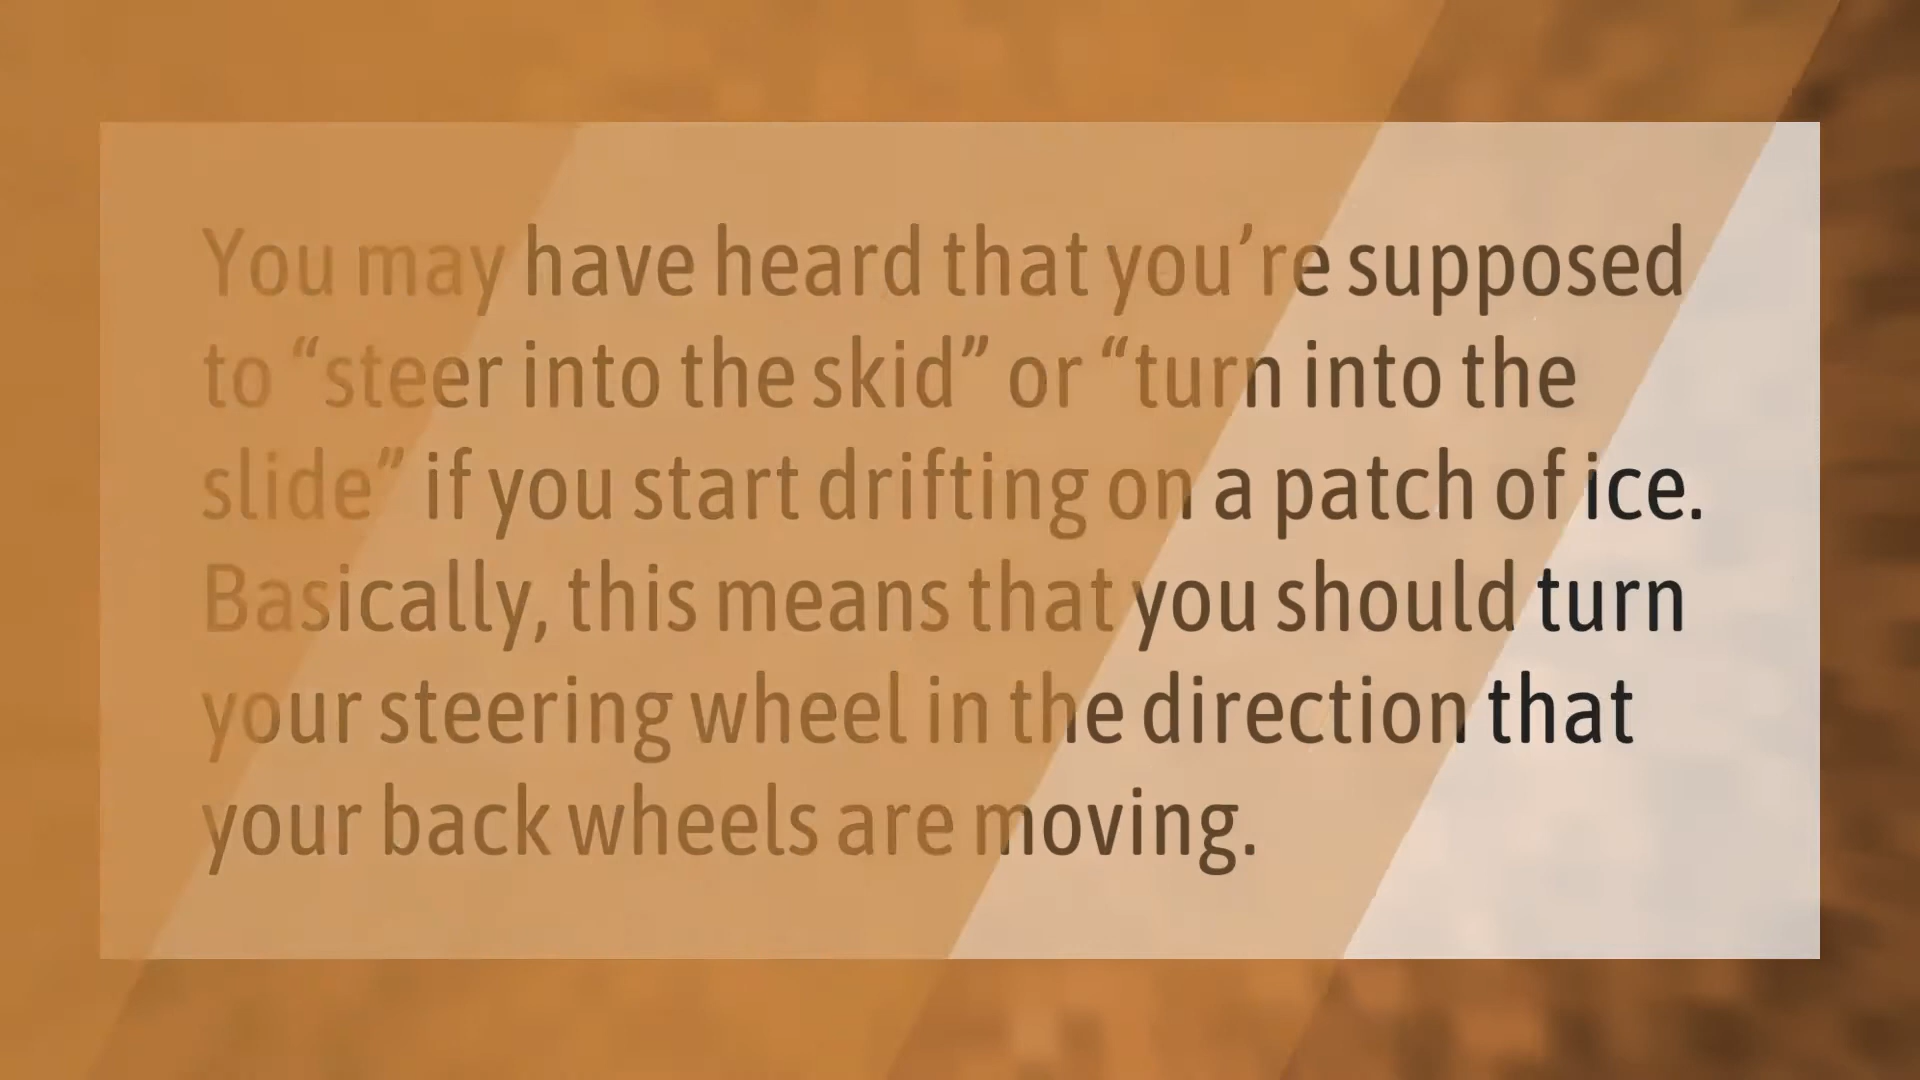 You may have heard that you’re supposed
to “steer into the skid” or “turn into the
slide” if you start drifting on a patch of ice.
Basically, this means that you should turn
your steering wheel in the direction that
your back wheels are moving.